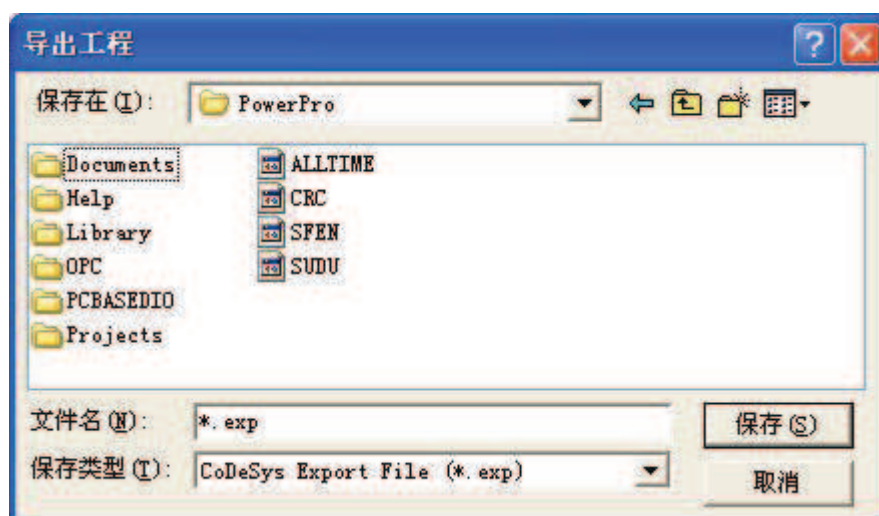 导出工程
保存在(I): PowerPro
Documents
Help
Library
OPC
PCBASEDIO
Projects
ALLTIME
CRC
SFEN
SUDU
文件名(N): *.exp
保存(S)
保存类型(T): CoDeSys Export File (*.exp)
取消